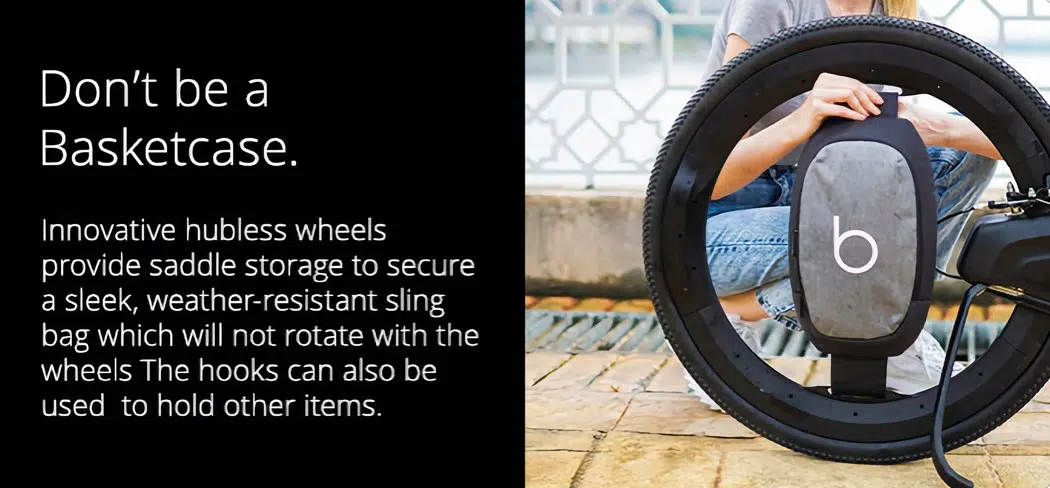 Don't be a
Basketcase.
Innovative hubless wheels
provide saddle storage to secure
a sleek, weather-resistant sling
bag which will not rotate with the
wheels The hooks can also be
used  to hold other items.
b